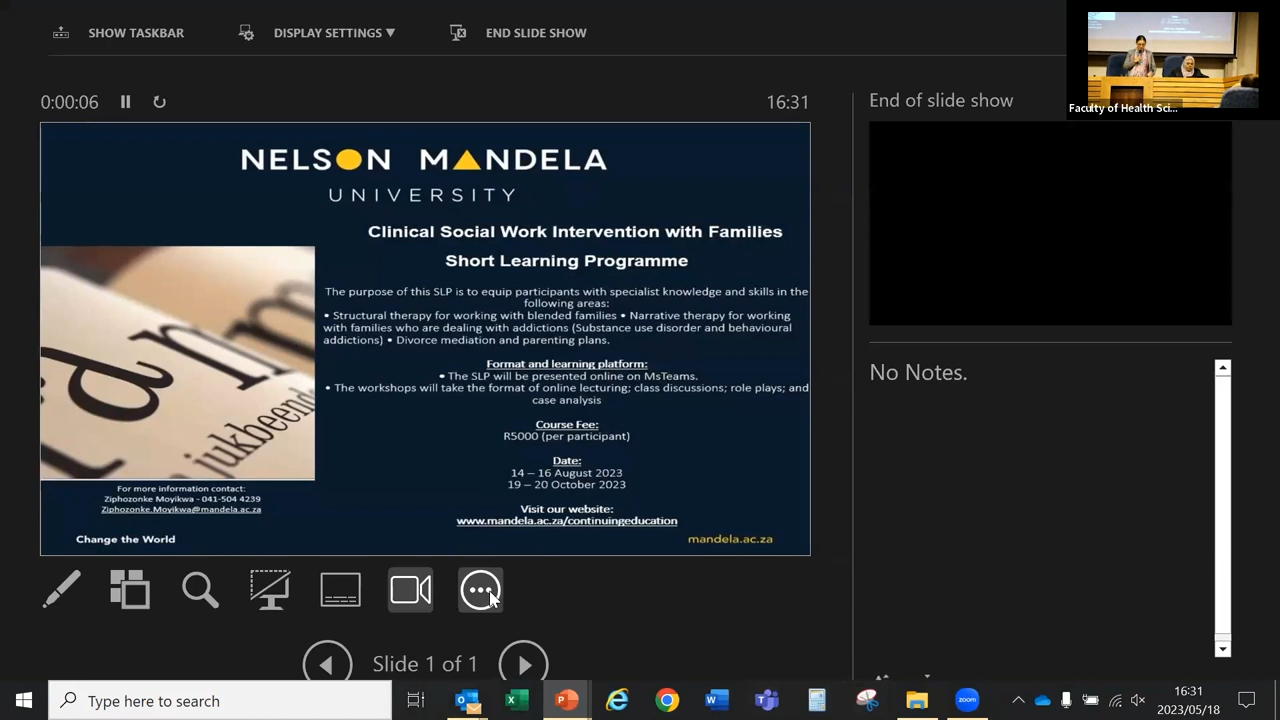 SHOW TASKBAR
DISPLAY SETTINGS ▼
END SLIDE SHOW
Faculty of Health Sci...
0:00:06
16:31
End of slide show
NELSON MANDELA
UNIVERSITY
Clinical Social Work Intervention with Families
Short Learning Programme
The purpose of this SLP is to equip participants with specialist knowledge and skills in the
following areas:
• Structural therapy for working with blended families • Narrative therapy for working
with families who are dealing with addictions (Substance use disorder and behavioural
addictions) • Divorce mediation and parenting plans.
Format and learning platform:
• The SLP will be presented online on MsTeams.
• The workshops will take the format of online lecturing; class discussions; role plays; and
case analysis
Course Fee:
R5000 (per participant)
Date:
14 – 16 August 2023
19 – 20 October 2023
Visit our website:
www.mandela.ac.za/continuingeducation
jukbeend
For more information contact:
Ziphozonke Moyikwa - 041-504 4239
Ziphozonke.Moyikwa@mandela.ac.za
Change the World
mandela.ac.za
No Notes.
Slide 1 of 1
Type here to search
zoom
16:31
2023/05/18